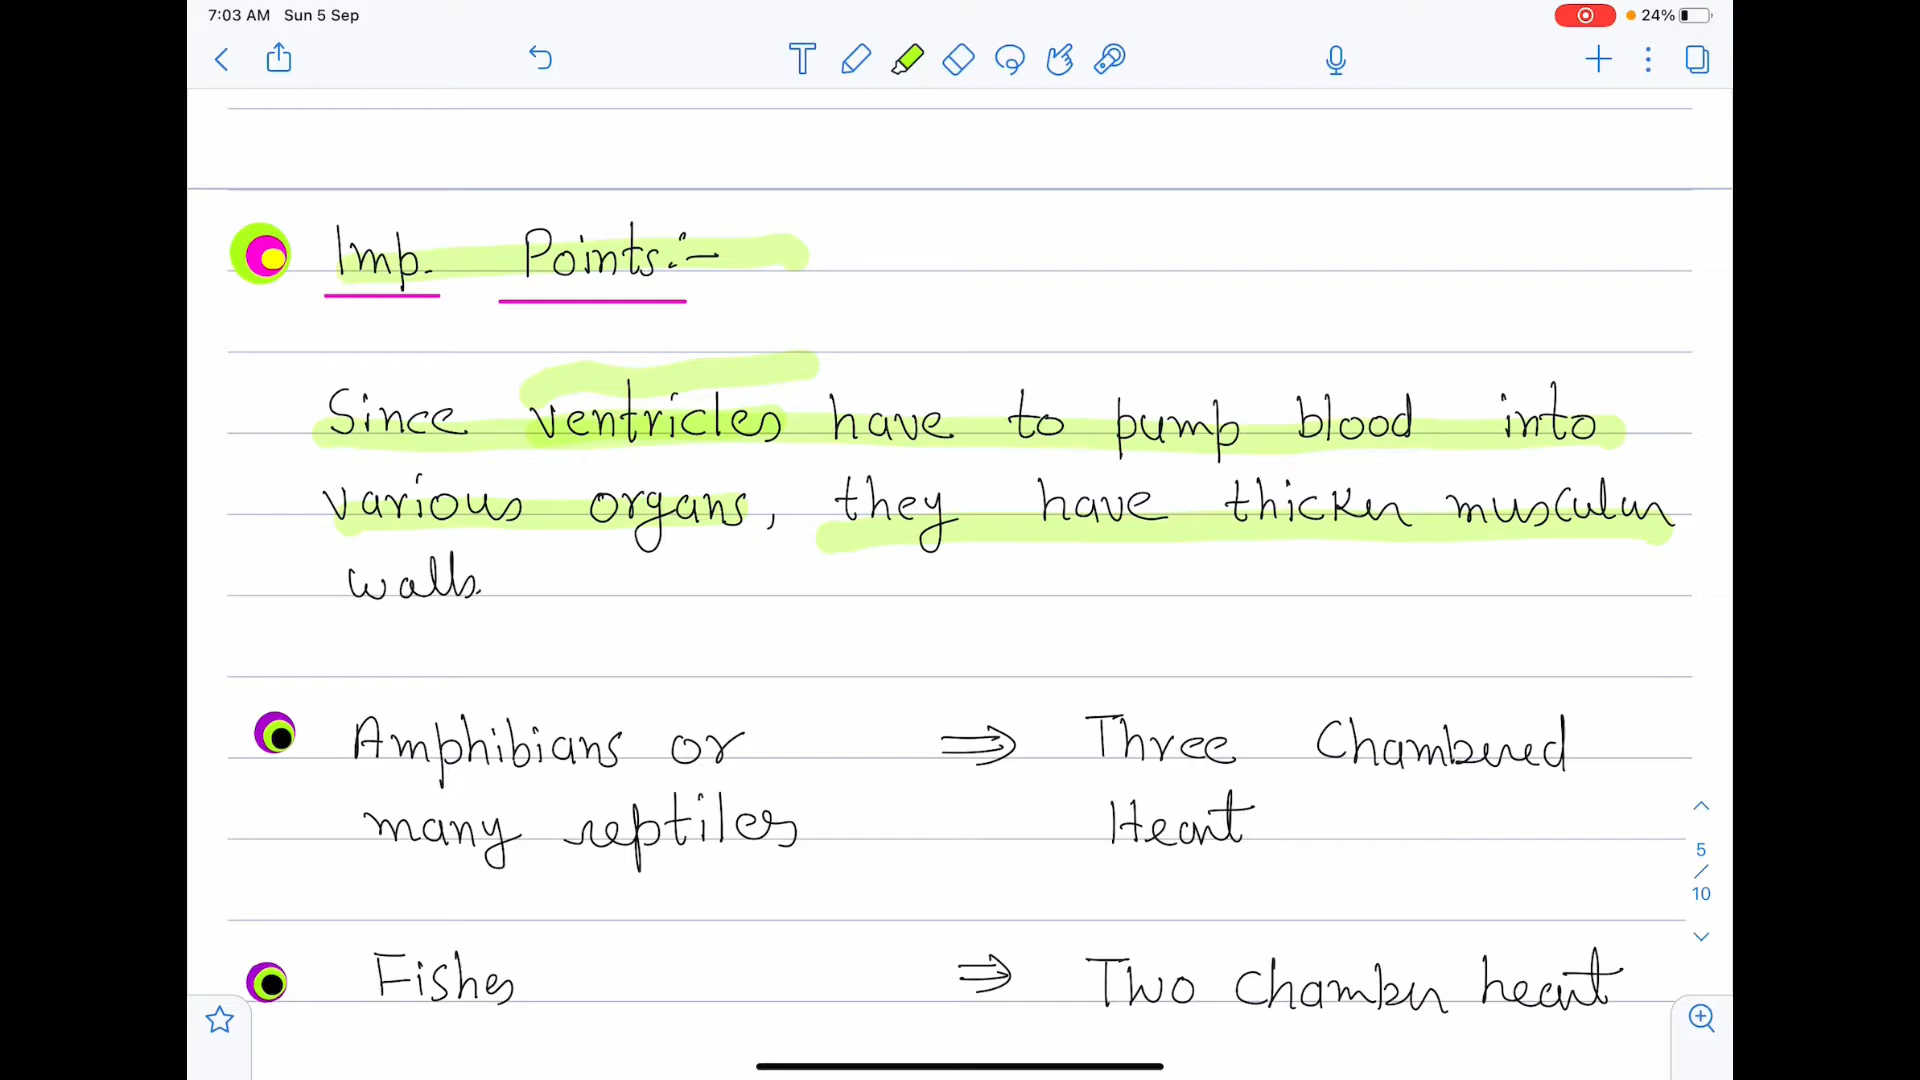 7:03 AM Sun 5 Sep 24%
Imp. Points:-
Since ventricles have to pump blood into
various organs, they have thicker muscular
walls.
Amphibians or ⇒ Three Chambered
many reptiles Heart
5
/
10
Fishes ⇒ Two Chamber heart